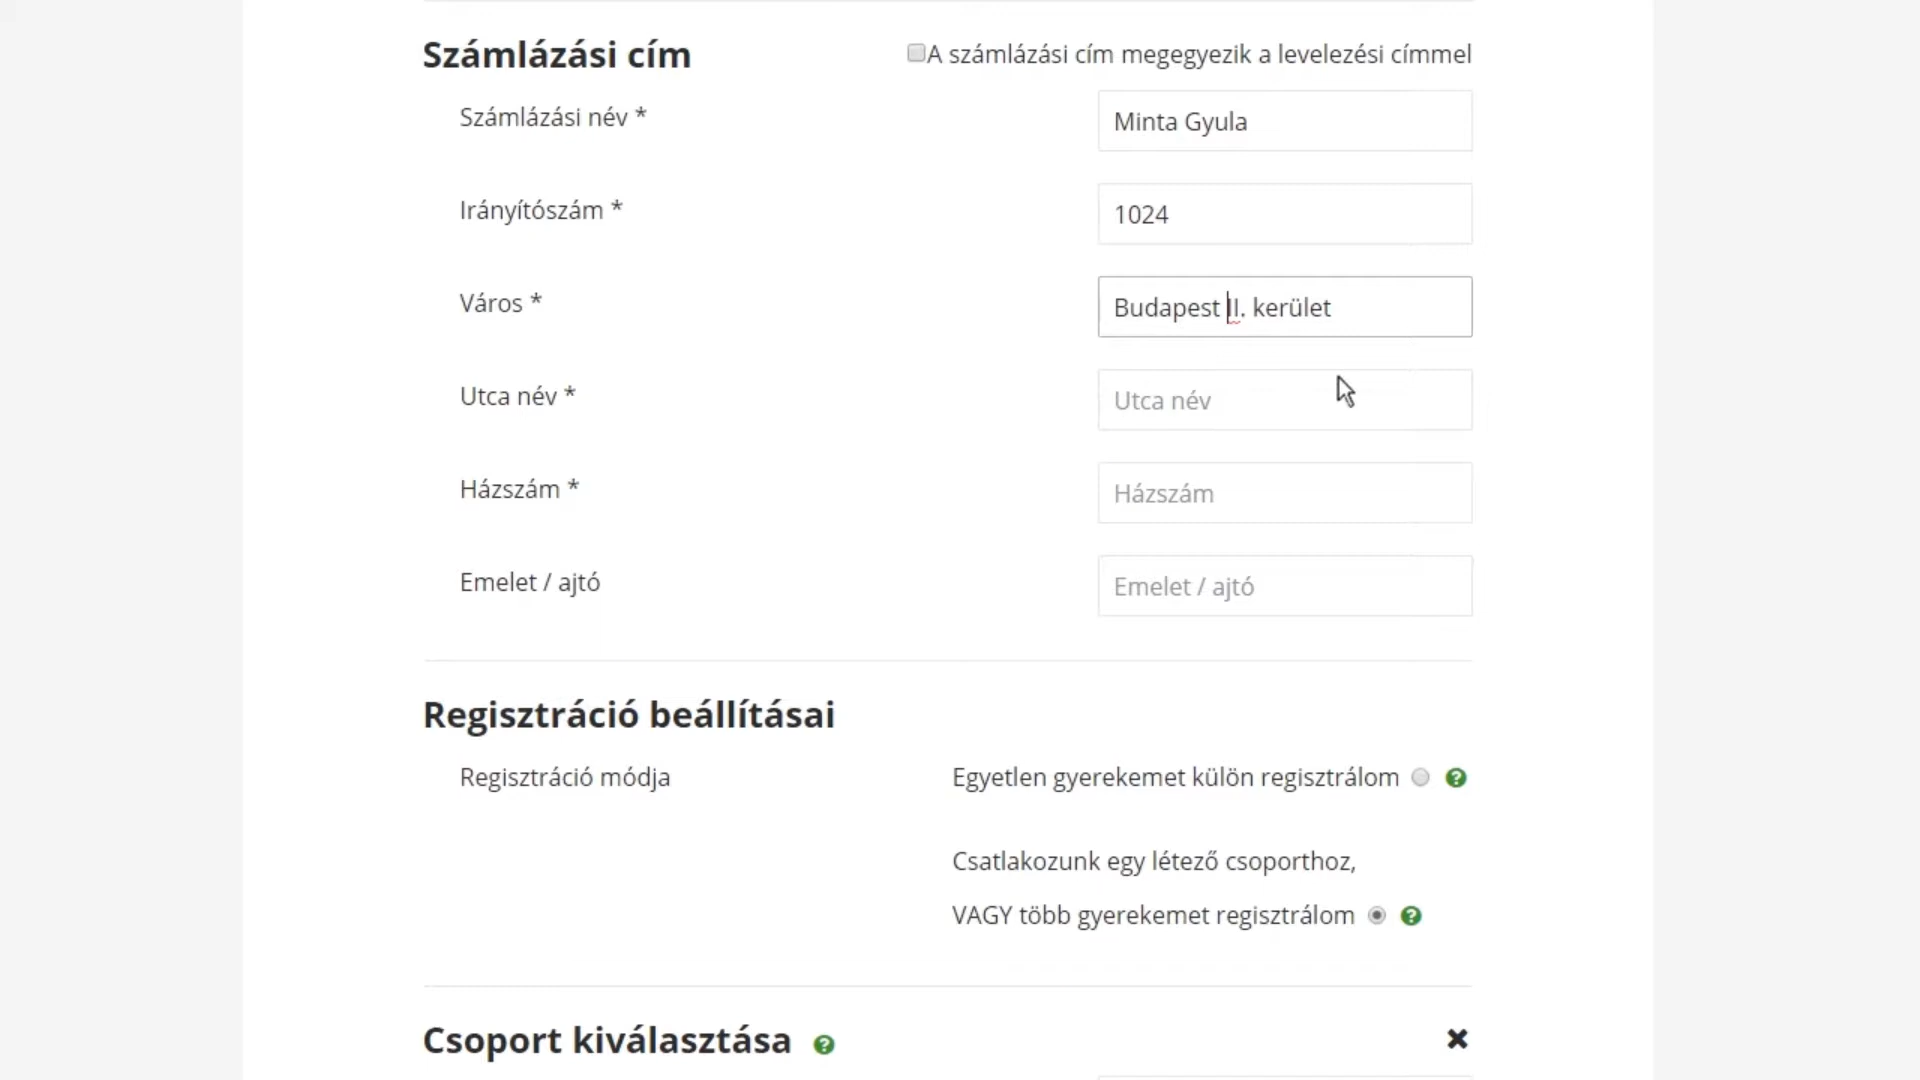 Számlázási cím
A számlázási cím megegyezik a levelezési címmel
Számlázási név *
Minta Gyula
Irányítószám *
1024
Város *
Budapest II. kerület
Utca név *
Utca név
Házszám *
Házszám
Emelet / ajtó
Emelet / ajtó
Regisztráció beállításai
Regisztráció módja
Egyetlen gyerekemet külön regisztrálom
Csatlakozunk egy létező csoporthoz,
VAGY több gyerekemet regisztrálom
Csoport kiválasztása